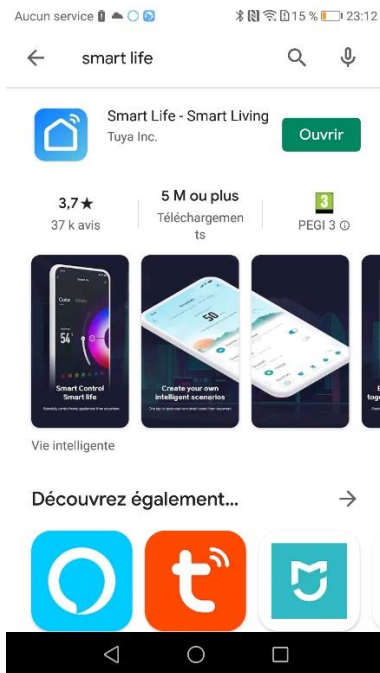 Aucun service 15 % 23:12
smart life
Smart Life - Smart Living
Tuya Inc.
Ouvrir
3,7★
37 k avis
5 M ou plus
Téléchargemen
ts
3
PEGI 3
Color
54
Smart Control
Smart life
50
Create your own
intelligent scenarios
Vie intelligente
Découvrez également...